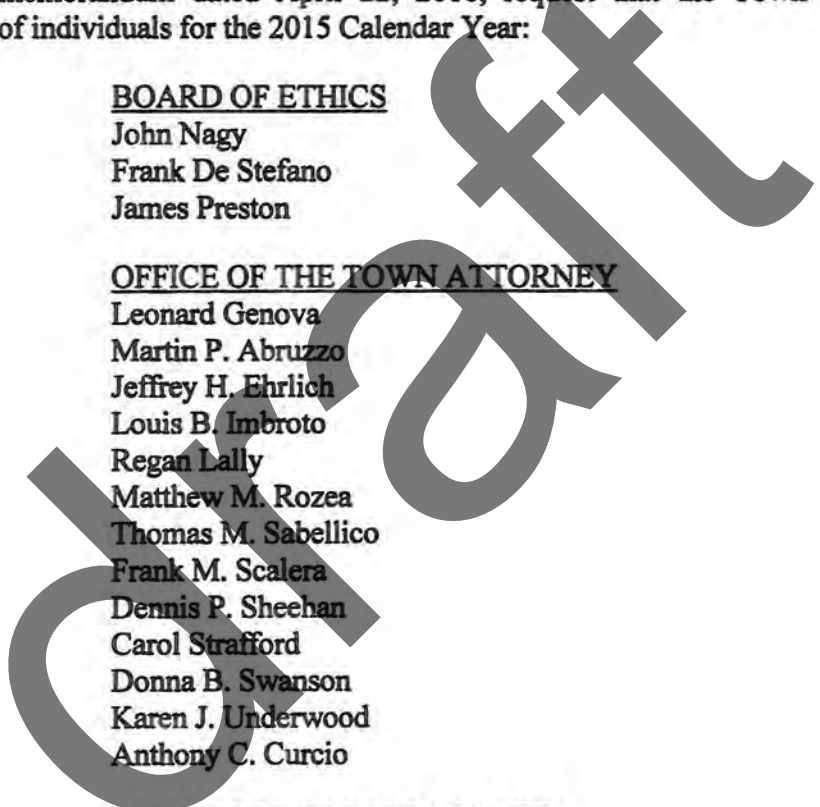 of individuals for the 2015 Calendar Year:
BOARD OF ETHICS
John Nagy
Frank De Stefano
James Preston
OFFICE OF THE TOWN ATTORNEY
Leonard Genova
Martin P. Abruzzo
Jeffrey H. Ehrlich
Louis B. Imbroto
Regan Lally
Matthew M. Rozea
Thomas M. Sabellico
Frank M. Scalera
Dennis P. Sheehan
Carol Strafford
Donna B. Swanson
Karen J. Underwood
Anthony C. Curcio
draft